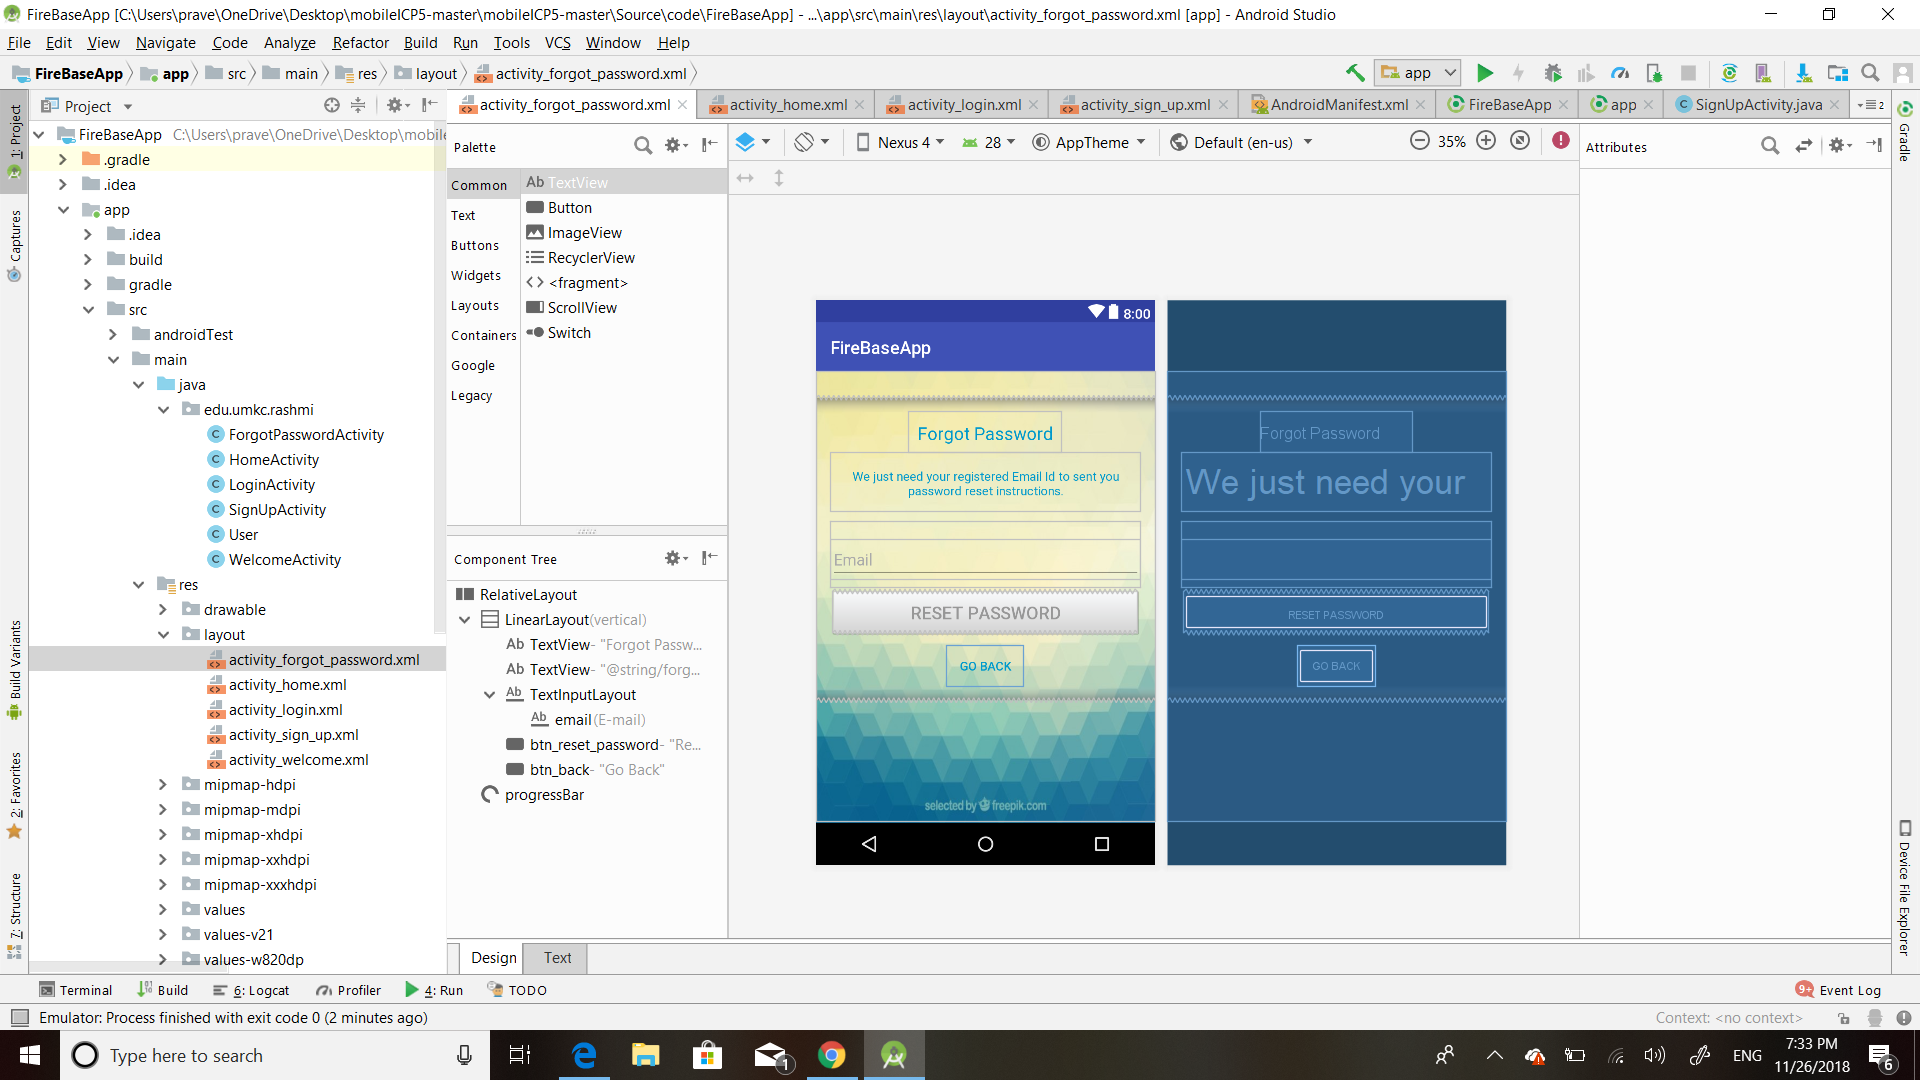 FireBaseApp [C:\Users\prave\OneDrive\Desktop\mobileICP5-master\mobileICP5-master\Source\code\FireBaseApp] - ...\app\src\main\res\layout\activity_forgot_password.xml [app] - Android Studio
File Edit View Navigate Code Analyze Refactor Build Run Tools VCS Window Help
FireBaseApp app src main res layout activity_forgot_password.xml
app
Project
activity_forgot_password.xml activity_home.xml activity_login.xml activity_sign_up.xml AndroidManifest.xml FireBaseApp app SignUpActivity.java 2
1: Project
Captures
Build Variants
2: Favorites
7: Structure
FireBaseApp C:\Users\prave\OneDrive\Desktop\mobile
.gradle
.idea
app
.idea
build
gradle
src
androidTest
main
java
edu.umkc.rashmi
ForgotPasswordActivity
HomeActivity
LoginActivity
SignUpActivity
User
WelcomeActivity
res
drawable
layout
activity_forgot_password.xml
activity_home.xml
activity_login.xml
activity_sign_up.xml
activity_welcome.xml
mipmap-hdpi
mipmap-mdpi
mipmap-xhdpi
mipmap-xxhdpi
mipmap-xxxhdpi
values
values-v21
values-w820dp
Palette
Common
Text
Buttons
Widgets
Layouts
Containers
Google
Legacy
Ab TextView
Button
ImageView
RecyclerView
<fragment>
ScrollView
Switch
Component Tree
RelativeLayout
LinearLayout(vertical)
Ab TextView- "Forgot Passw...
Ab TextView- "@string/forg...
Ab TextInputLayout
Ab email(E-mail)
btn_reset_password- "Re...
btn_back- "Go Back"
progressBar
Nexus 4 28 AppTheme Default (en-us) 35%
8:00
FireBaseApp
Forgot Password
We just need your registered Email Id to sent you
password reset instructions.
Email
RESET PASSWORD
GO BACK
selected by freepik.com
Forgot Password
We just need your
RESET PASSWORD
GO BACK
Attributes
Gradle
Device File Explorer
Design Text
Terminal Build 6: Logcat Profiler 4: Run TODO
9+ Event Log
Emulator: Process finished with exit code 0 (2 minutes ago)
Context: <no context>
Type here to search
1
ENG
7:33 PM
11/26/2018
6